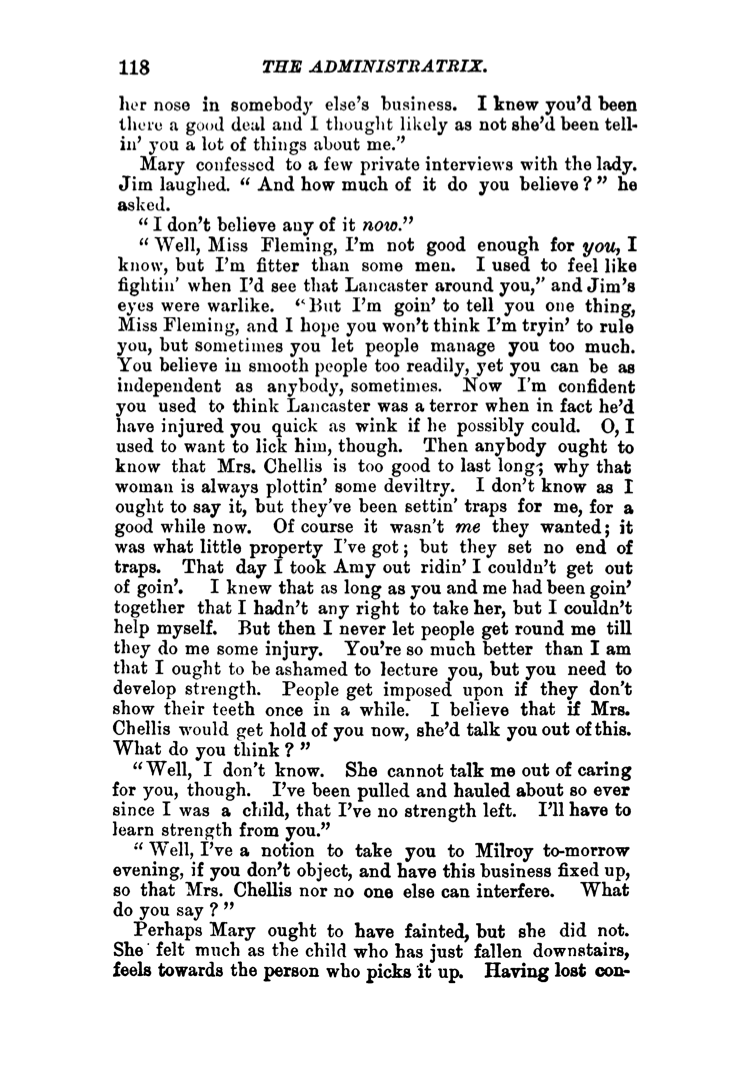 118 THE ADMINISTRATRIX.
her nose in somebody else's business. I knew you'd been
there a good deal and I thought likely as not she'd been tell-
in' you a lot of things about me."
Mary confessed to a few private interviews with the lady.
Jim laughed. " And how much of it do you believe ? " he
asked.
" I don't believe any of it now."
" Well, Miss Fleming, I'm not good enough for you, I
know, but I'm fitter than some men. I used to feel like
fightin' when I'd see that Lancaster around you," and Jim's
eyes were warlike. " But I'm goin' to tell you one thing,
Miss Fleming, and I hope you won't think I'm tryin' to rule
you, but sometimes you let people manage you too much.
You believe in smooth people too readily, yet you can be as
independent as anybody, sometimes. Now I'm confident
you used to think Lancaster was a terror when in fact he'd
have injured you quick as wink if he possibly could. O, I
used to want to lick him, though. Then anybody ought to
know that Mrs. Chellis is too good to last long; why that
woman is always plottin' some deviltry. I don't know as I
ought to say it, but they've been settin' traps for me, for a
good while now. Of course it wasn't me they wanted; it
was what little property I've got; but they set no end of
traps. That day I took Amy out ridin' I couldn't get out
of goin'. I knew that as long as you and me had been goin'
together that I hadn't any right to take her, but I couldn't
help myself. But then I never let people get round me till
they do me some injury. You're so much better than I am
that I ought to be ashamed to lecture you, but you need to
develop strength. People get imposed upon if they don't
show their teeth once in a while. I believe that if Mrs.
Chellis would get hold of you now, she'd talk you out of this.
What do you think ? "
" Well, I don't know. She cannot talk me out of caring
for you, though. I've been pulled and hauled about so ever
since I was a child, that I've no strength left. I'll have to
learn strength from you."
" Well, I've a notion to take you to Milroy to-morrow
evening, if you don't object, and have this business fixed up,
so that Mrs. Chellis nor no one else can interfere. What
do you say ? "
Perhaps Mary ought to have fainted, but she did not.
She felt much as the child who has just fallen downstairs,
feels towards the person who picks it up. Having lost con-